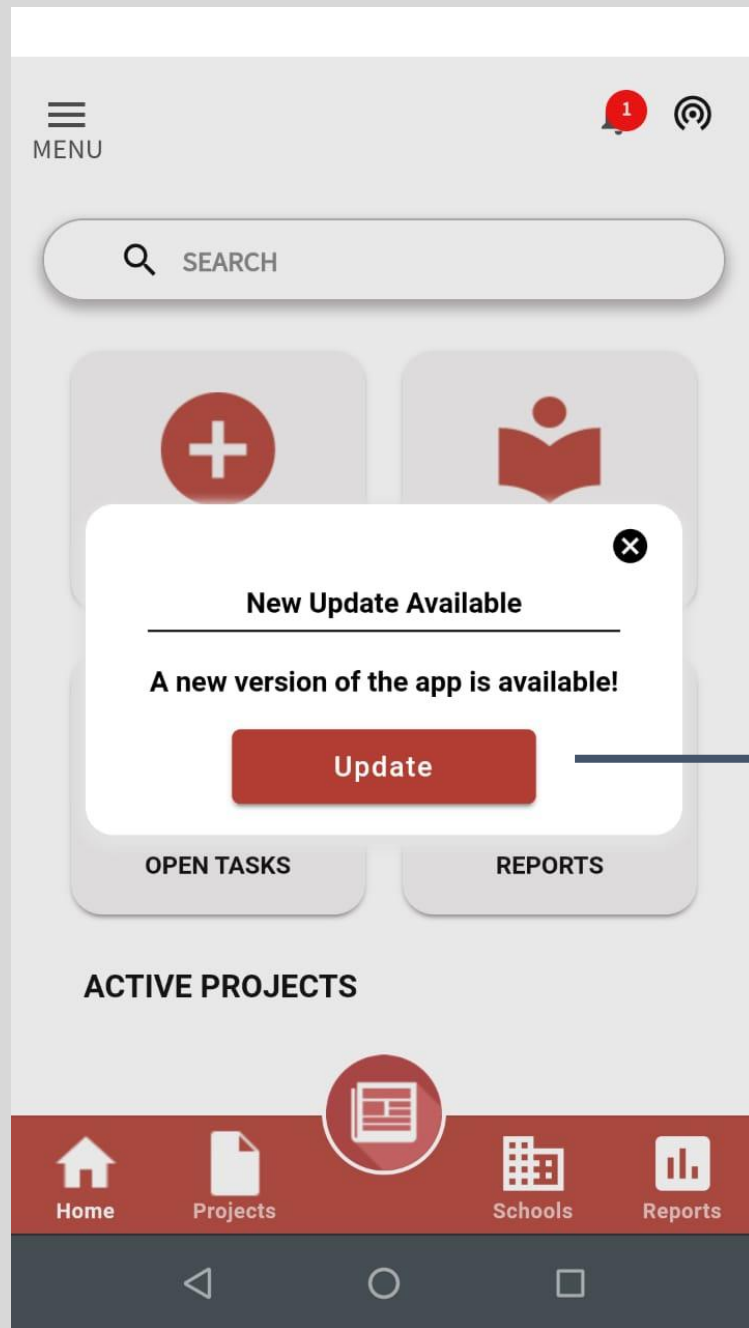 1
MENU
SEARCH
New Update Available
A new version of the app is available!
Update
OPEN TASKS
REPORTS
ACTIVE PROJECTS
Home
Projects
Schools
Reports